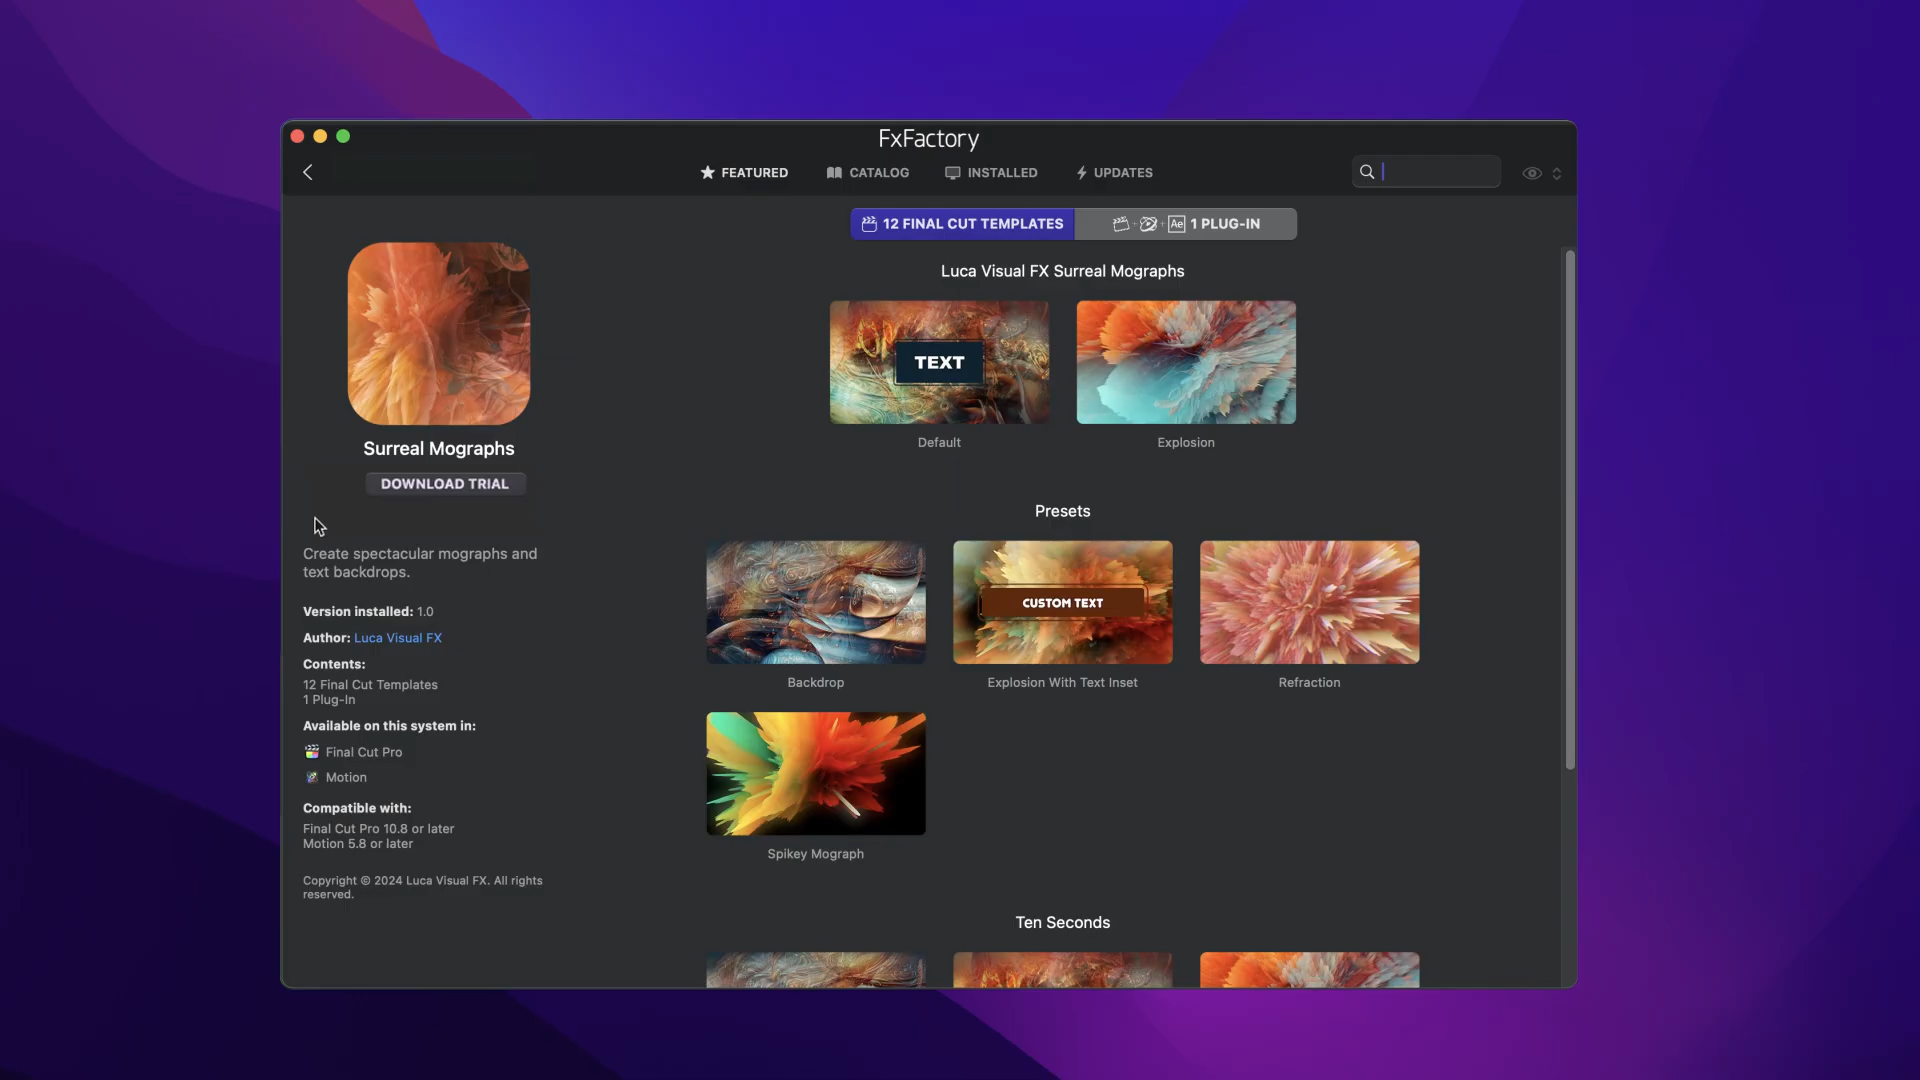 FxFactory
FEATURED
CATALOG
INSTALLED
UPDATES
12 FINAL CUT TEMPLATES
Ae 1 PLUG-IN
Surreal Mographs
DOWNLOAD TRIAL
Create spectacular mographs and
text backdrops.
Version installed: 1.0
Author: Luca Visual FX
Contents:
12 Final Cut Templates
1 Plug-In
Available on this system in:
Final Cut Pro
Motion
Compatible with:
Final Cut Pro 10.8 or later
Motion 5.8 or later
Copyright © 2024 Luca Visual FX. All rights
reserved.
Luca Visual FX Surreal Mographs
TEXT
Default
Explosion
Presets
Backdrop
CUSTOM TEXT
Explosion With Text Inset
Refraction
Spikey Mograph
Ten Seconds